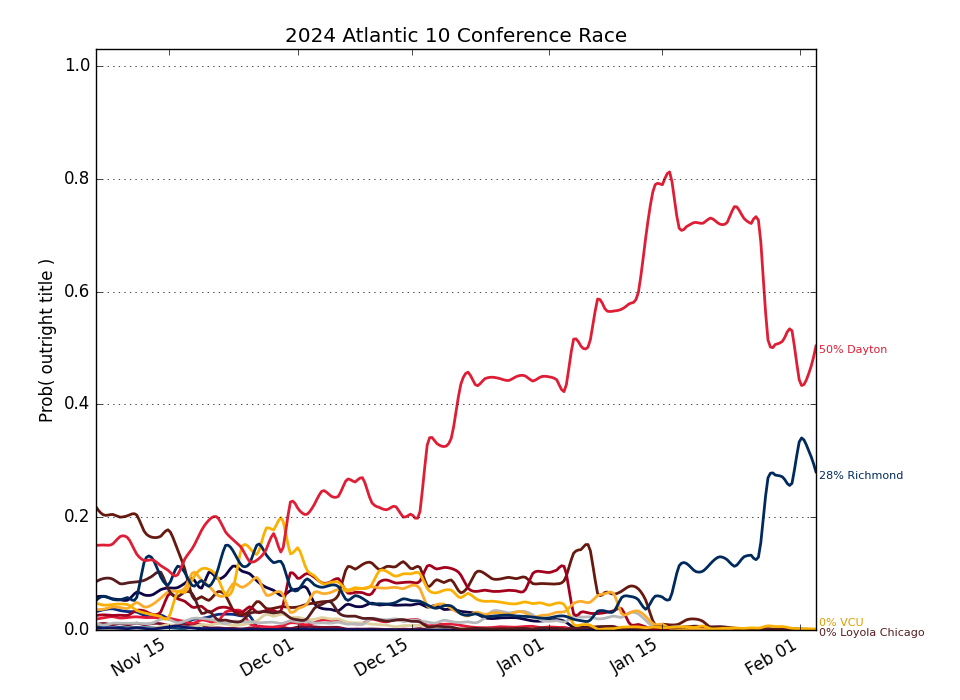 2024 Atlantic 10 Conference Race
Prob( outright title )
1.0
0.8
0.6
0.4
0.2
0.0
Nov 15
Dec 01
Dec 15
Jan 01
Jan 15
Feb 01
50% Dayton
28% Richmond
0% VCU
0% Loyola Chicago